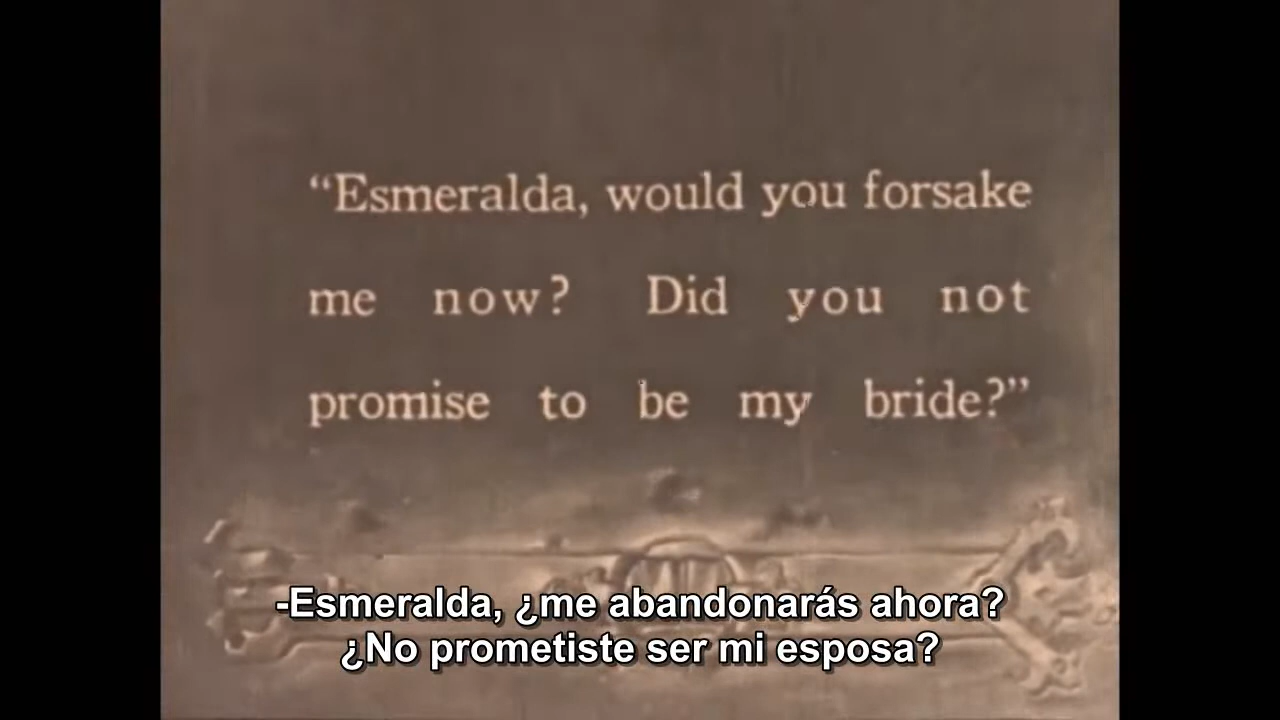 “Esmeralda, would you forsake
me now? Did you not
promise to be my bride?”
-Esmeralda, ¿me abandonarás ahora?
¿No prometiste ser mi esposa?